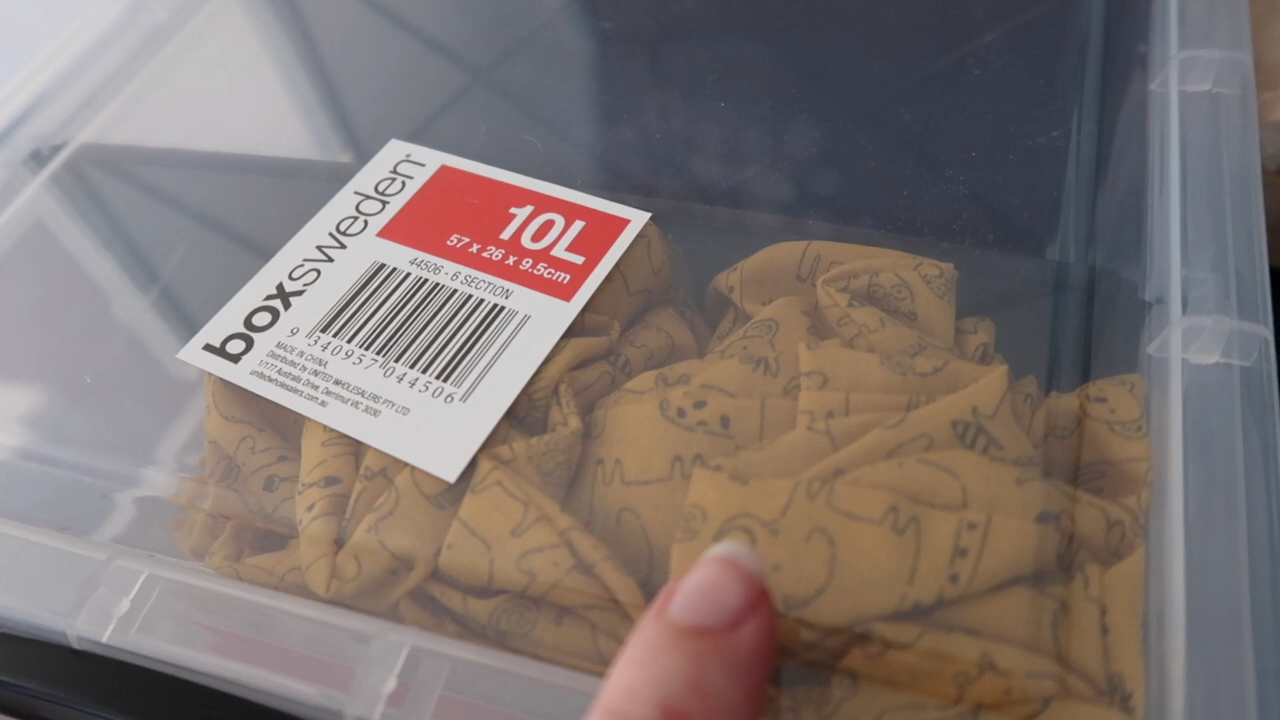 boxsweden
10L
57 x 26 x 9.5cm
44506 - 6 SECTION
9 340957 044506
MADE IN CHINA.
Distributed by UNITED WHOLESALERS PTY LTD
1/177 Australis Drive, Derrimut VIC 3030
unitedwholesalers.com.au